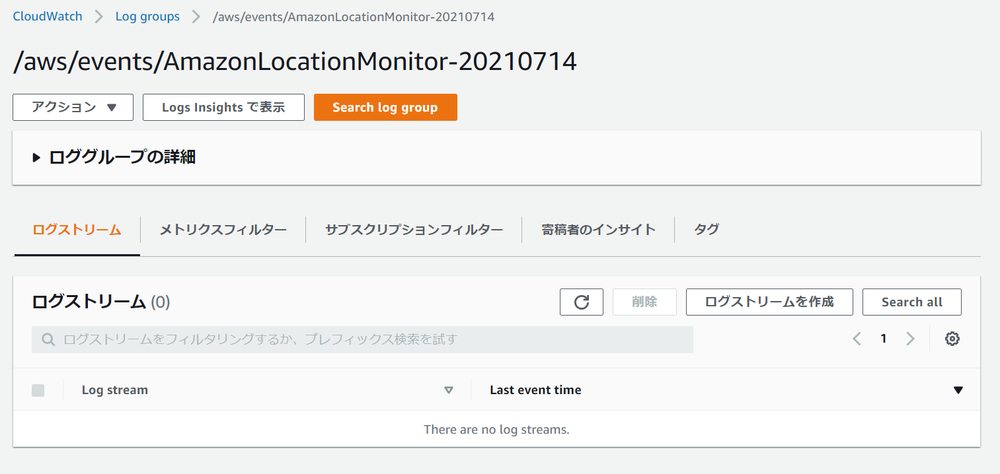 CloudWatch > Log groups > /aws/events/AmazonLocationMonitor-20210714
/aws/events/AmazonLocationMonitor-20210714
アクション ▼ Logs Insights で表示 Search log group
▶ ロググループの詳細
ログストリーム メトリクスフィルター サブスクリプションフィルター 寄稿者のインサイト タグ
ログストリーム (0) 削除 ログストリームを作成 Search all
ログストリームをフィルタリングするか、プレフィックス検索を試す 1
Log stream Last event time
There are no log streams.